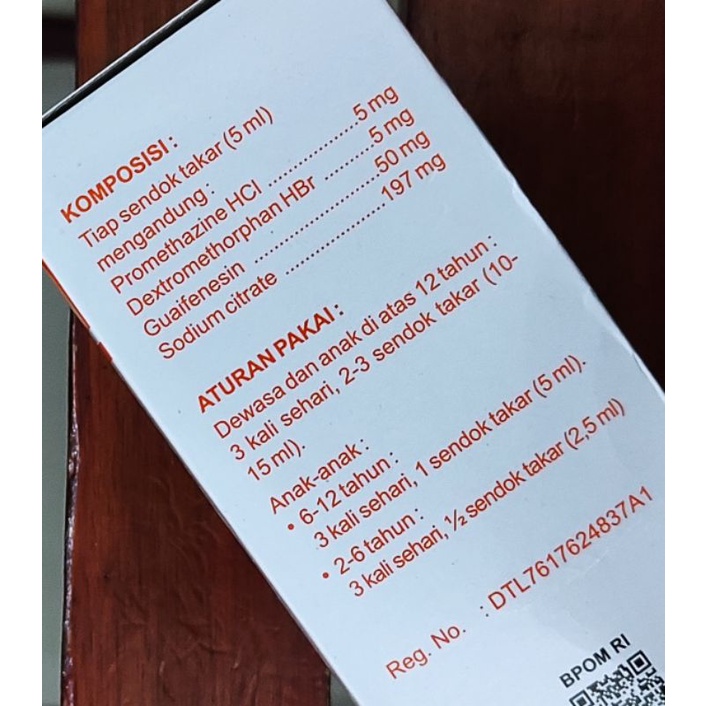 KOMPOSISI :
Tiap sendok takar (5 ml)
mengandung :
Promethazine HCl ................5 mg
Dextromethorphan HBr .........5 mg
Guaifenesin .......................50 mg
Sodium citrate ..................197 mg
ATURAN PAKAI :
Dewasa dan anak di atas 12 tahun :
3 kali sehari, 2-3 sendok takar (10-
15 ml).
Anak-anak :
• 6-12 tahun :
3 kali sehari, 1 sendok takar (5 ml).
• 2-6 tahun :
3 kali sehari, ½ sendok takar (2,5 ml)
Reg. No. : DTL7617624837A1
BPOM RI